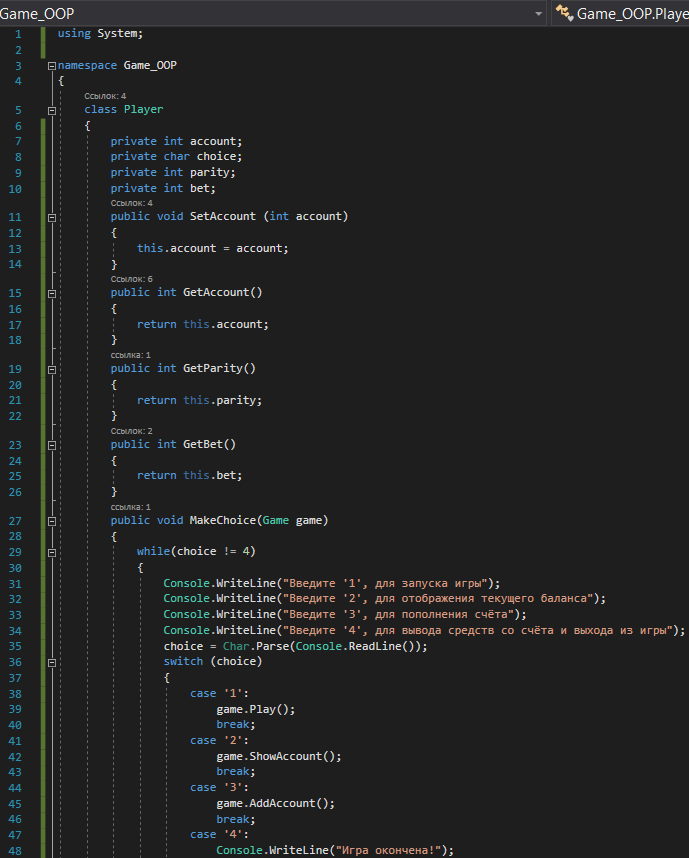 Game_OOP Game_OOP.Playe
1 using System;
2
3 namespace Game_OOP
4 {
Ссылок: 4
5 class Player
6 {
7 private int account;
8 private char choice;
9 private int parity;
10 private int bet;
Ссылок: 4
11 public void SetAccount (int account)
12 {
13 this.account = account;
14 }
Ссылок: 6
15 public int GetAccount()
16 {
17 return this.account;
18 }
ссылка: 1
19 public int GetParity()
20 {
21 return this.parity;
22 }
Ссылок: 2
23 public int GetBet()
24 {
25 return this.bet;
26 }
ссылка: 1
27 public void MakeChoice(Game game)
28 {
29 while(choice != 4)
30 {
31 Console.WriteLine("Введите '1', для запуска игры");
32 Console.WriteLine("Введите '2', для отображения текущего баланса");
33 Console.WriteLine("Введите '3', для пополнения счёта");
34 Console.WriteLine("Введите '4', для вывода средств со счёта и выхода из игры");
35 choice = Char.Parse(Console.ReadLine());
36 switch (choice)
37 {
38 case '1':
39 game.Play();
40 break;
41 case '2':
42 game.ShowAccount();
43 break;
44 case '3':
45 game.AddAccount();
46 break;
47 case '4':
48 Console.WriteLine("Игра окончена!");